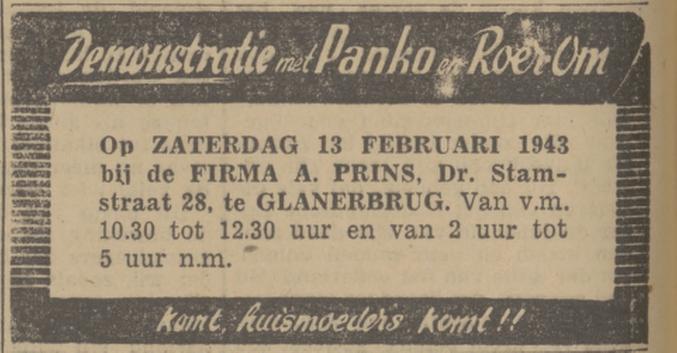 Demonstratie met Panko en Roer-Om
Op ZATERDAG 13 FEBRUARI 1943
bij de FIRMA A. PRINS, Dr. Stam-
straat 28, te GLANERBRUG. Van v.m.
10.30 tot 12.30 uur en van 2 uur tot
5 uur n.m.
komt, huismoeders komt!!